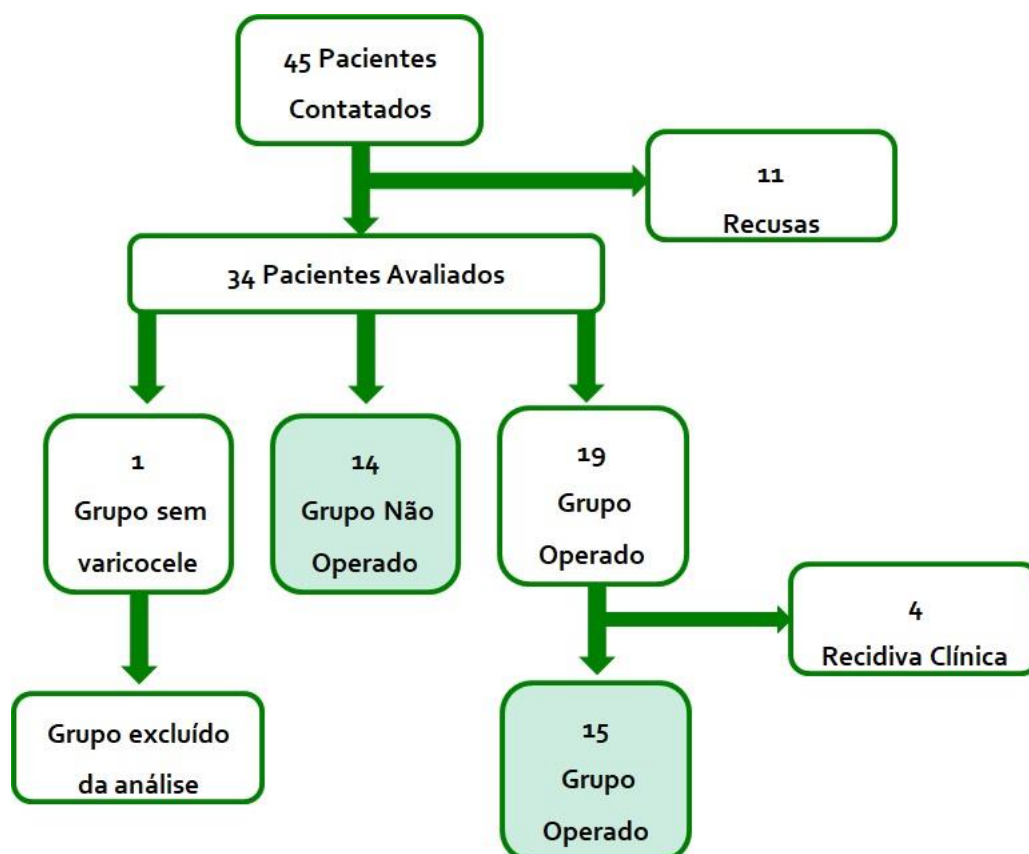 45 Pacientes
Contatados
11
Recusas
34 Pacientes Avaliados
1
Grupo sem
varicocele
14
Grupo Não
Operado
19
Grupo
Operado
4
Recidiva Clínica
Grupo excluído
da análise
15
Grupo
Operado